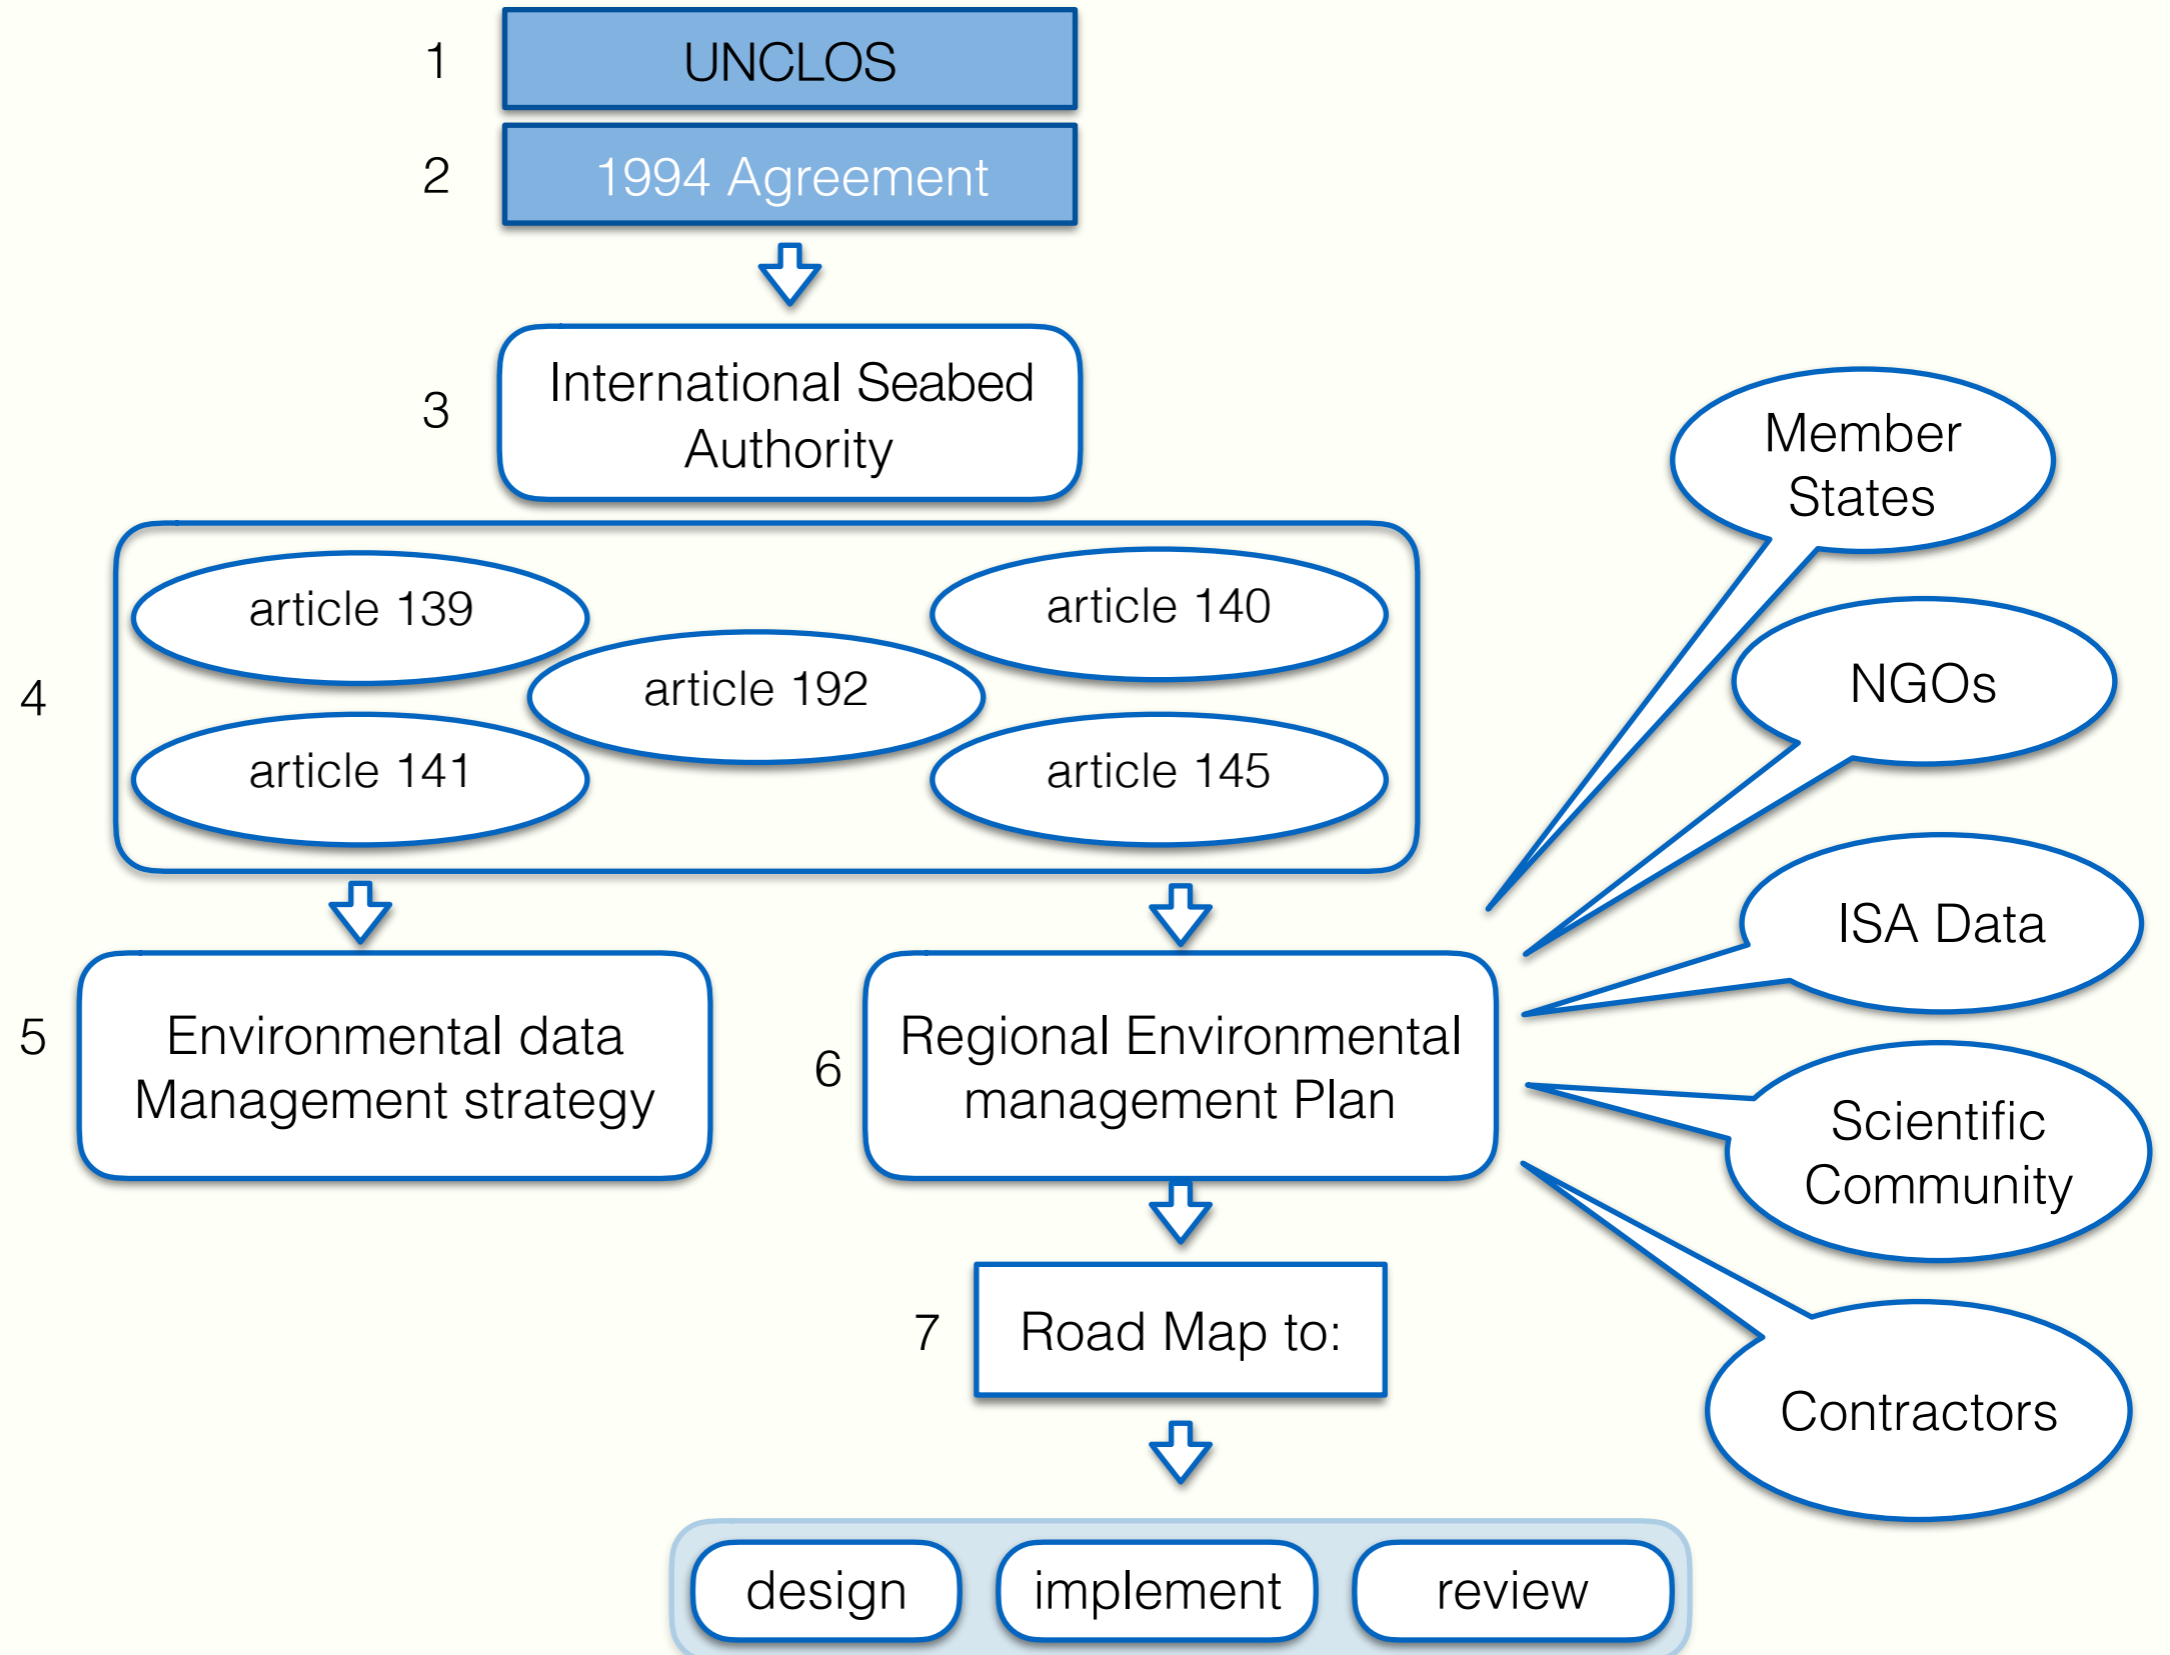 1
UNCLOS
2
1994 Agreement
3
International Seabed
Authority
4
article 139
article 140
article 192
article 141
article 145
5
Environmental data
Management strategy
6
Regional Environmental
management Plan
Member
States
NGOs
ISA Data
Scientific
Community
Contractors
7
Road Map to:
design
implement
review